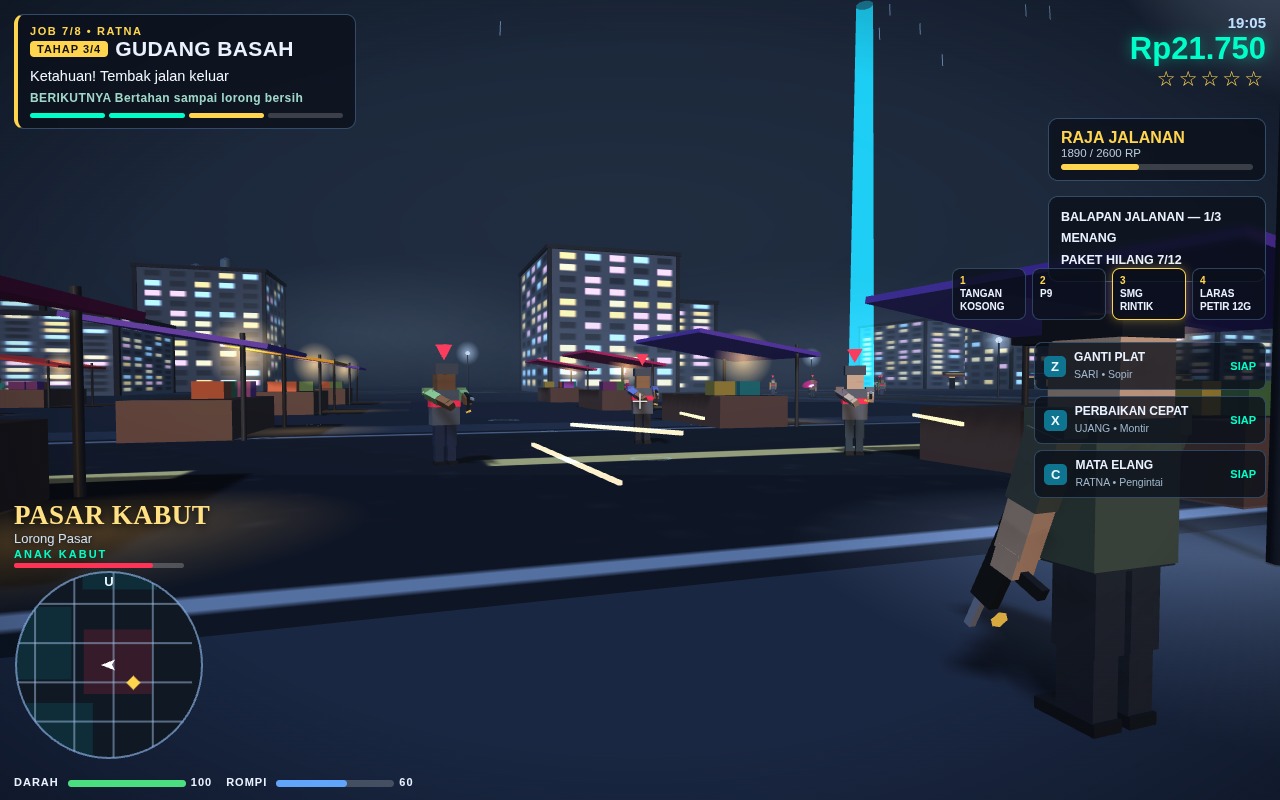 JOB 7/8 • RATNA
TAHAP 3/4 GUDANG BASAH
Ketahuan! Tembak jalan keluar
BERIKUTNYA Bertahan sampai lorong bersih
19:05
Rp21.750
RAJA JALANAN
1890 / 2600 RP
BALAPAN JALANAN — 1/3
MENANG
PAKET HILANG 7/12
1
TANGAN
KOSONG
2
P9
3
SMG
RINTIK
4
LARAS
PETIR 12G
Z GANTI PLAT
SARI • Sopir
SIAP
X PERBAIKAN CEPAT
UJANG • Montir
SIAP
C MATA ELANG
RATNA • Pengintai
SIAP
PASAR KABUT
Lorong Pasar
ANAK KABUT
U
DARAH 100 ROMPI 60